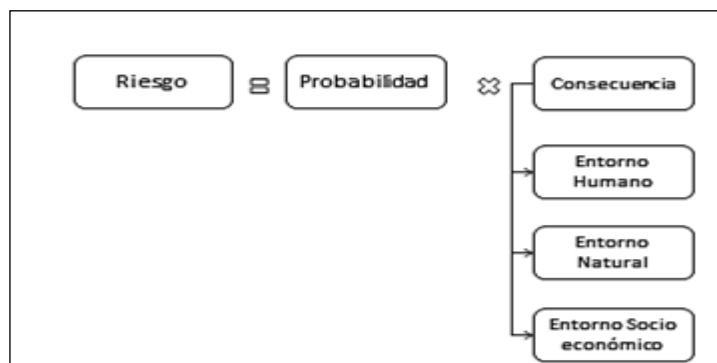 Riesgo = Probabilidad × Consecuencia
Entorno
Humano
Entorno
Natural
Entorno Socio
económico